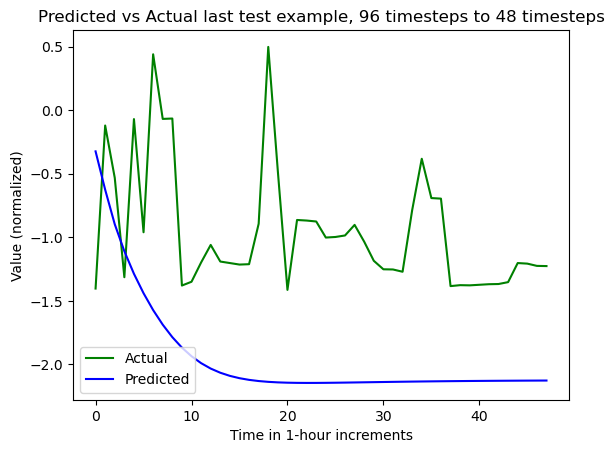 Predicted vs Actual last test example, 96 timesteps to 48 timesteps
0.5
0.0
−0.5
−1.0
−1.5
−2.0
Value (normalized)
Actual
Predicted
0
10
20
30
40
Time in 1-hour increments